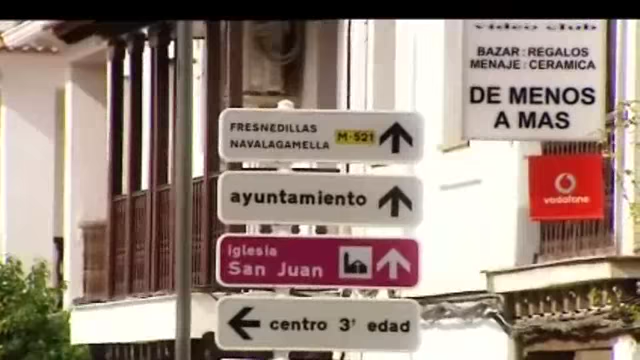 video club
BAZAR : REGALOS
MENAJE : CERAMICA
DE MENOS
A MAS
vodafone
FRESNEDILLAS
NAVALAGAMELLA
M-521
ayuntamiento
iglesia
San Juan
centro 3ª edad